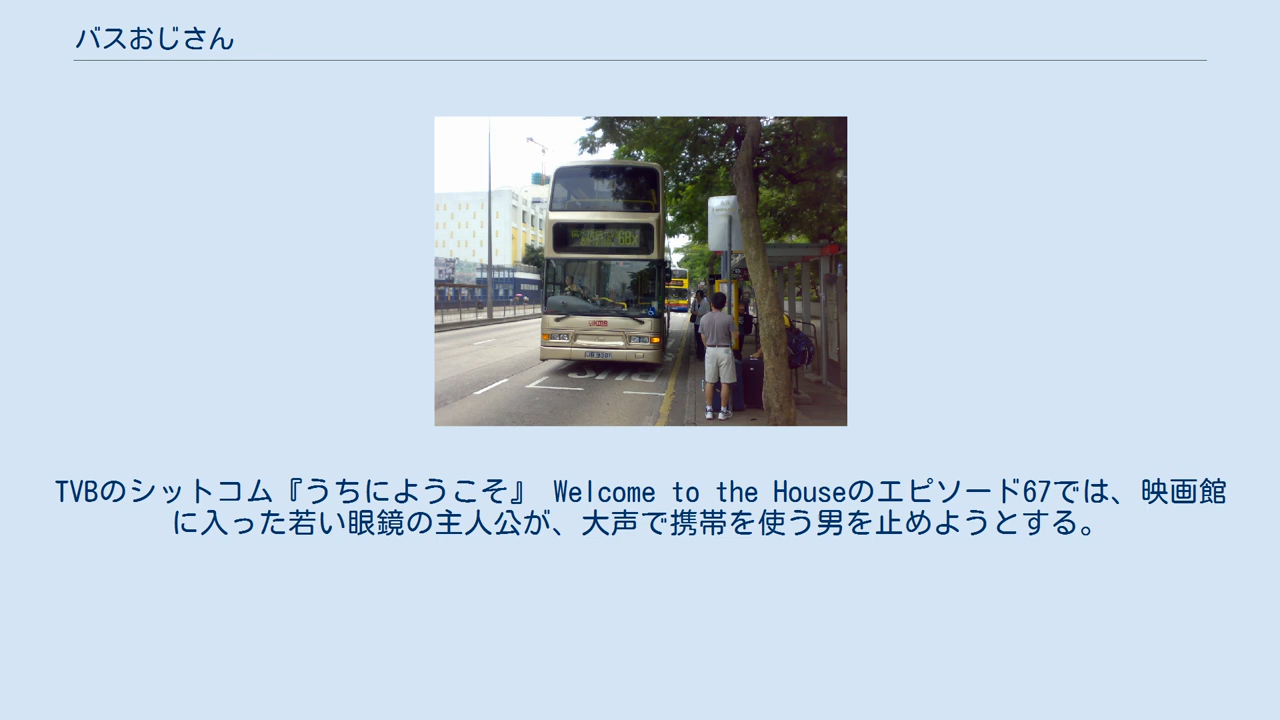 バスおじさん
68X
KMB
TVBのシットコム『うちにようこそ』 Welcome to the Houseのエピソード67では、映画館
に入った若い眼鏡の主人公が、大声で携帯を使う男を止めようとする。